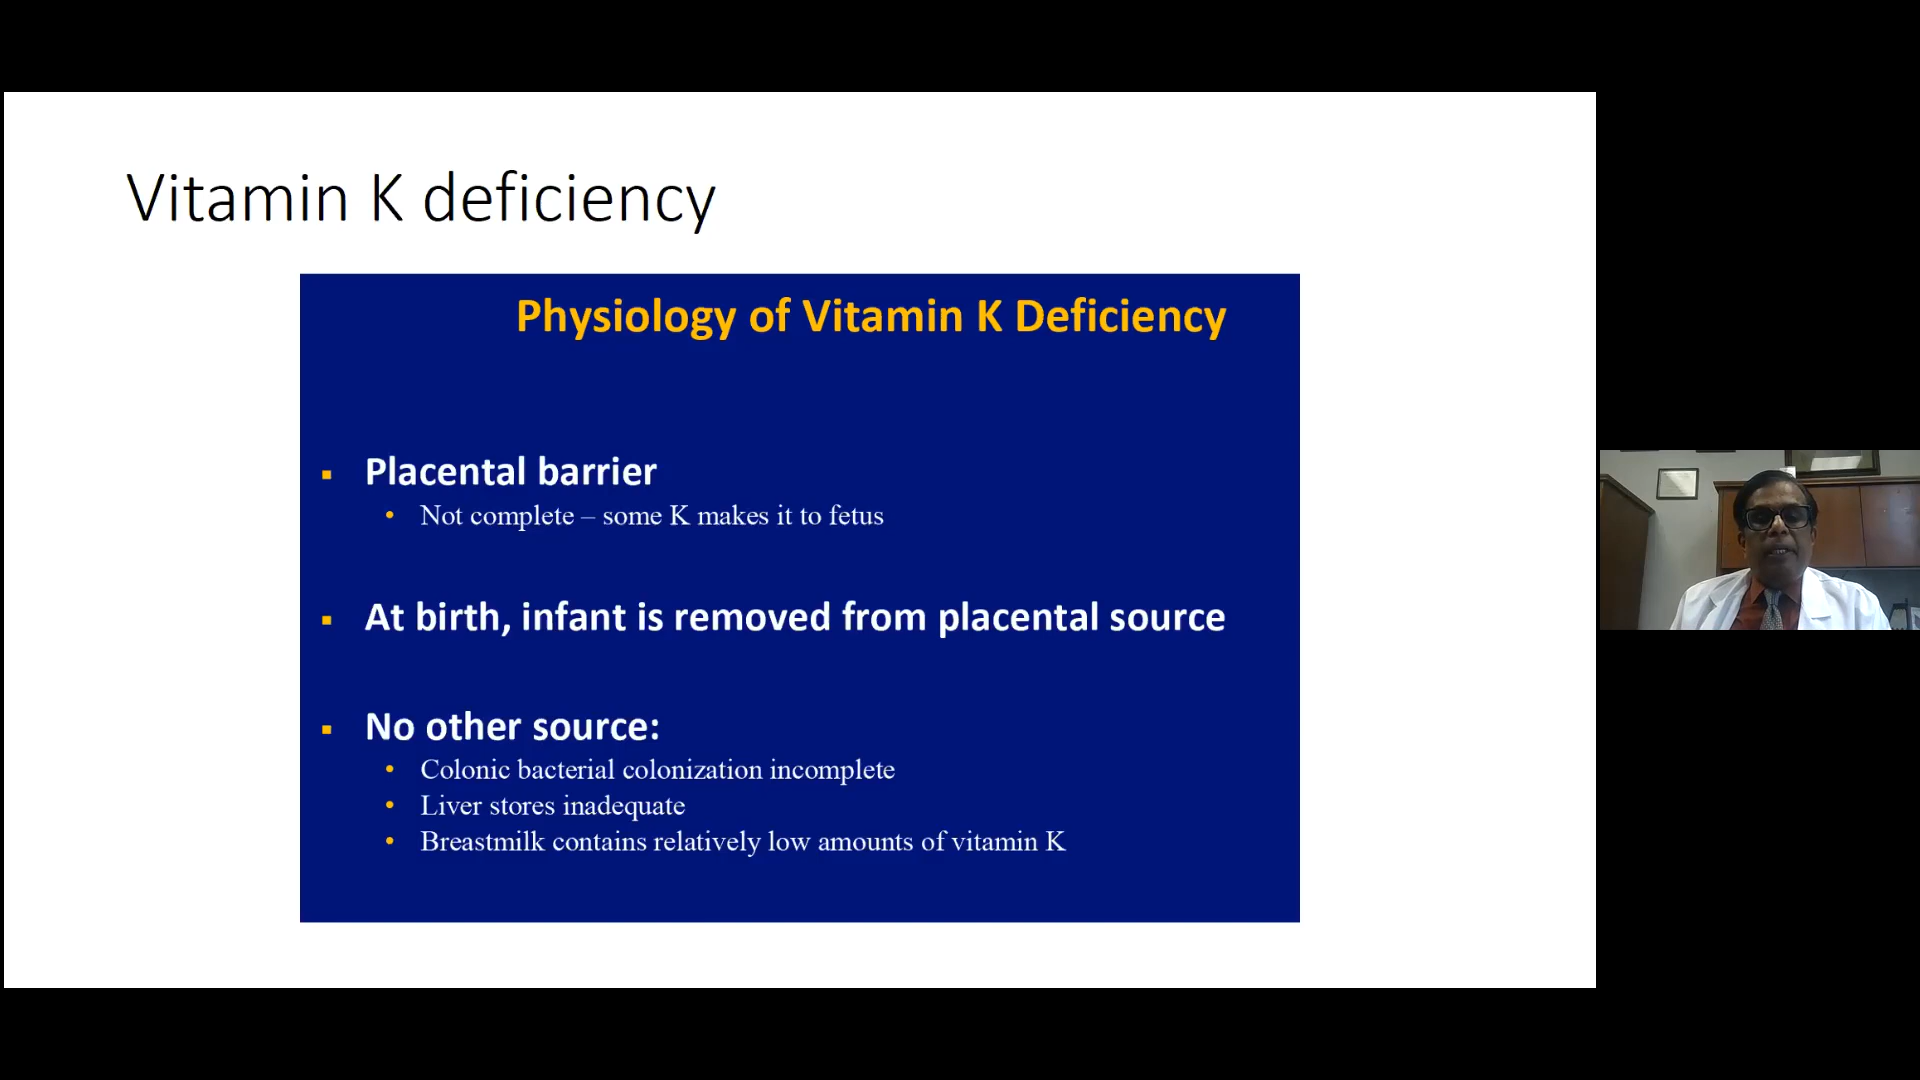 Vitamin K deficiency
Physiology of Vitamin K Deficiency
▪ Placental barrier
• Not complete – some K makes it to fetus
▪ At birth, infant is removed from placental source
▪ No other source:
• Colonic bacterial colonization incomplete
• Liver stores inadequate
• Breastmilk contains relatively low amounts of vitamin K